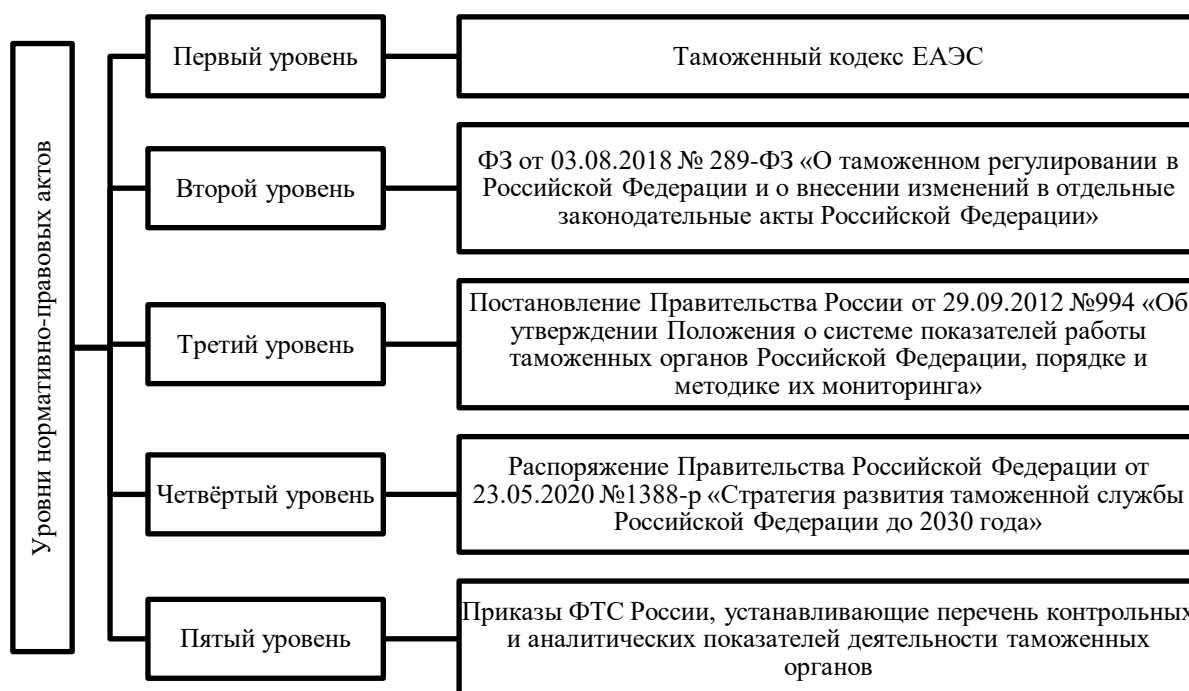 Уровни нормативно-правовых актов
Первый уровень
Таможенный кодекс ЕАЭС
Второй уровень
ФЗ от 03.08.2018 № 289-ФЗ «О таможенном регулировании в
Российской Федерации и о внесении изменений в отдельные
законодательные акты Российской Федерации»
Третий уровень
Постановление Правительства России от 29.09.2012 №994 «Об
утверждении Положения о системе показателей работы
таможенных органов Российской Федерации, порядке и
методике их мониторинга»
Четвёртый уровень
Распоряжение Правительства Российской Федерации от
23.05.2020 №1388-р «Стратегия развития таможенной службы
Российской Федерации до 2030 года»
Пятый уровень
Приказы ФТС России, устанавливающие перечень контрольных
и аналитических показателей деятельности таможенных
органов